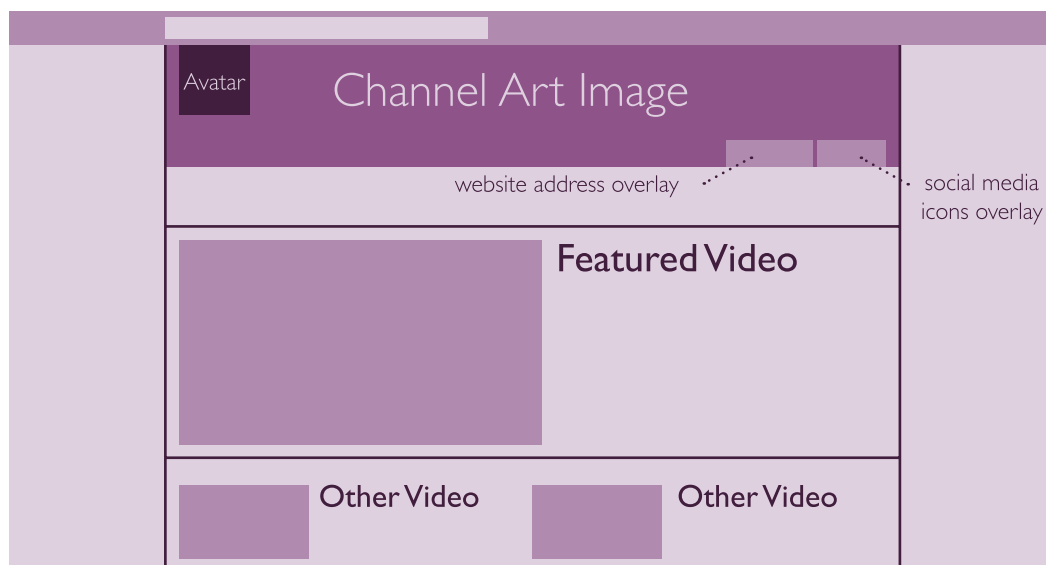 Avatar
Channel Art Image
website address overlay
social media
icons overlay
Featured Video
Other Video
Other Video